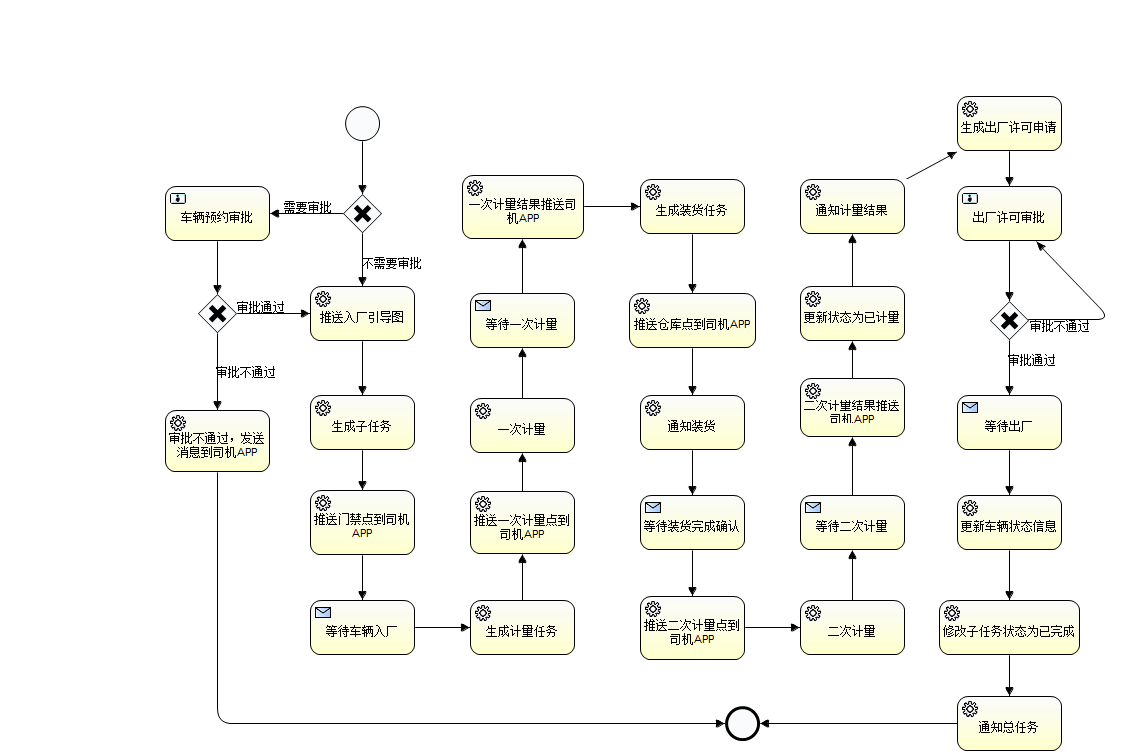 需要审批
车辆预约审批
不需要审批
审批通过
审批不通过
审批不通过，发送
消息到司机APP
推送入厂引导图
生成子任务
推送门禁点到司机
APP
等待车辆入厂
一次计量结果推送司
机APP
等待一次计量
一次计量
推送一次计量点到
司机APP
生成计量任务
生成装货任务
推送仓库点到司机APP
通知装货
等待装货完成确认
推送二次计量点到
司机APP
通知计量结果
更新状态为已计量
二次计量结果推送
司机APP
等待二次计量
二次计量
生成出厂许可申请
出厂许可审批
审批不通过
审批通过
等待出厂
更新车辆状态信息
修改子任务状态为已完成
通知总任务